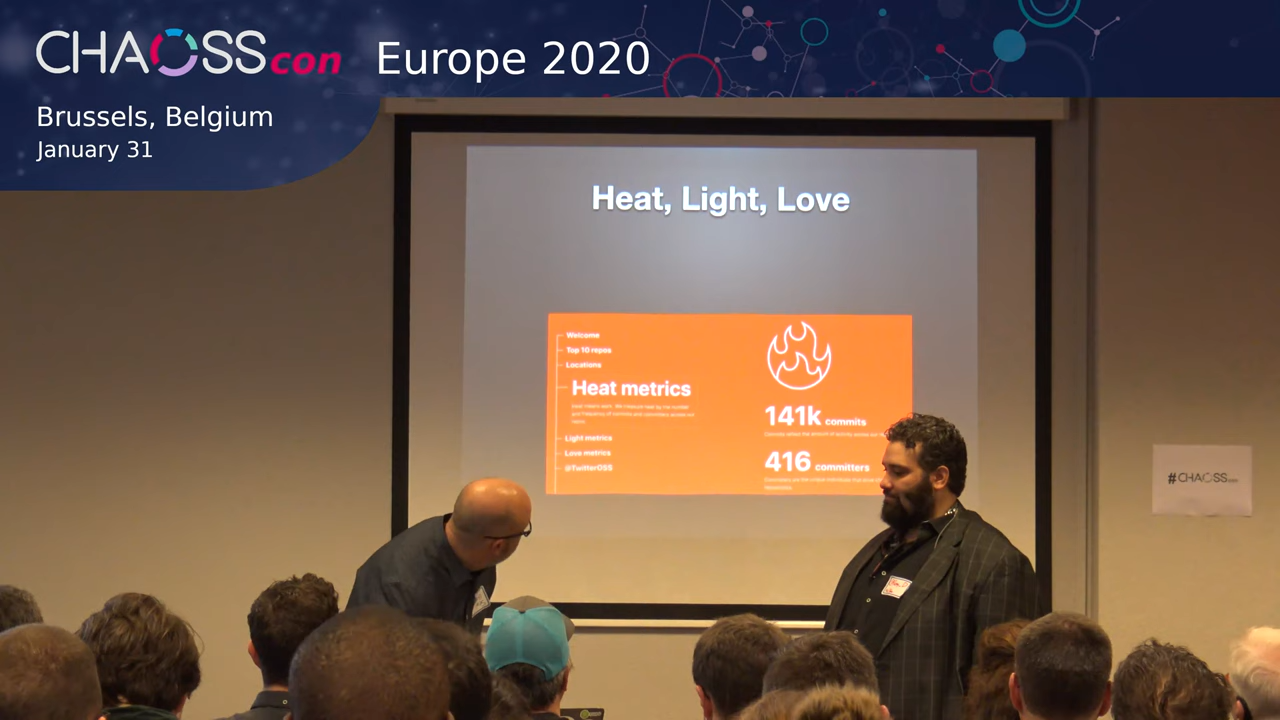 CHAOSScon Europe 2020
Brussels, Belgium
January 31
Heat, Light, Love
Welcome
Top 10 repos
Locations
Heat metrics
Light metrics
Love metrics
@TwitterOSS
141k commits
416 committers
#CHAOSScon